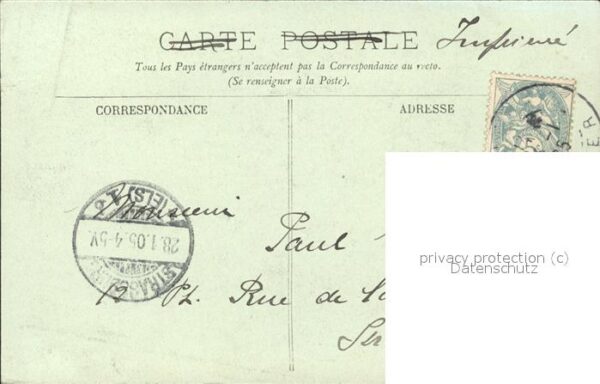 CARTE POSTALE Imprimé
Tous les Pays étrangers n'acceptent pas la Correspondance au recto.
(Se renseigner à la Poste).
CORRESPONDANCE
ADRESSE
Monsieur
Paul
12 Rue de
28.1.05.4-5V.
privacy protection (c)
Datenschutz